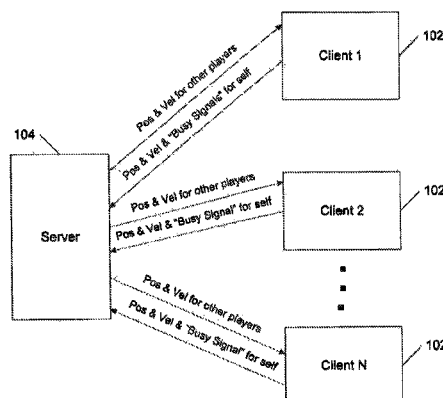 102
Client 1
Pos & Vel for other players
Pos & Vel & "Busy Signals" for self
104
Server
102
Client 2
Pos & Vel for other players
Pos & Vel & "Busy Signal" for self
Pos & Vel for other players
Pos & Vel & "Busy Signal" for self
102
Client N